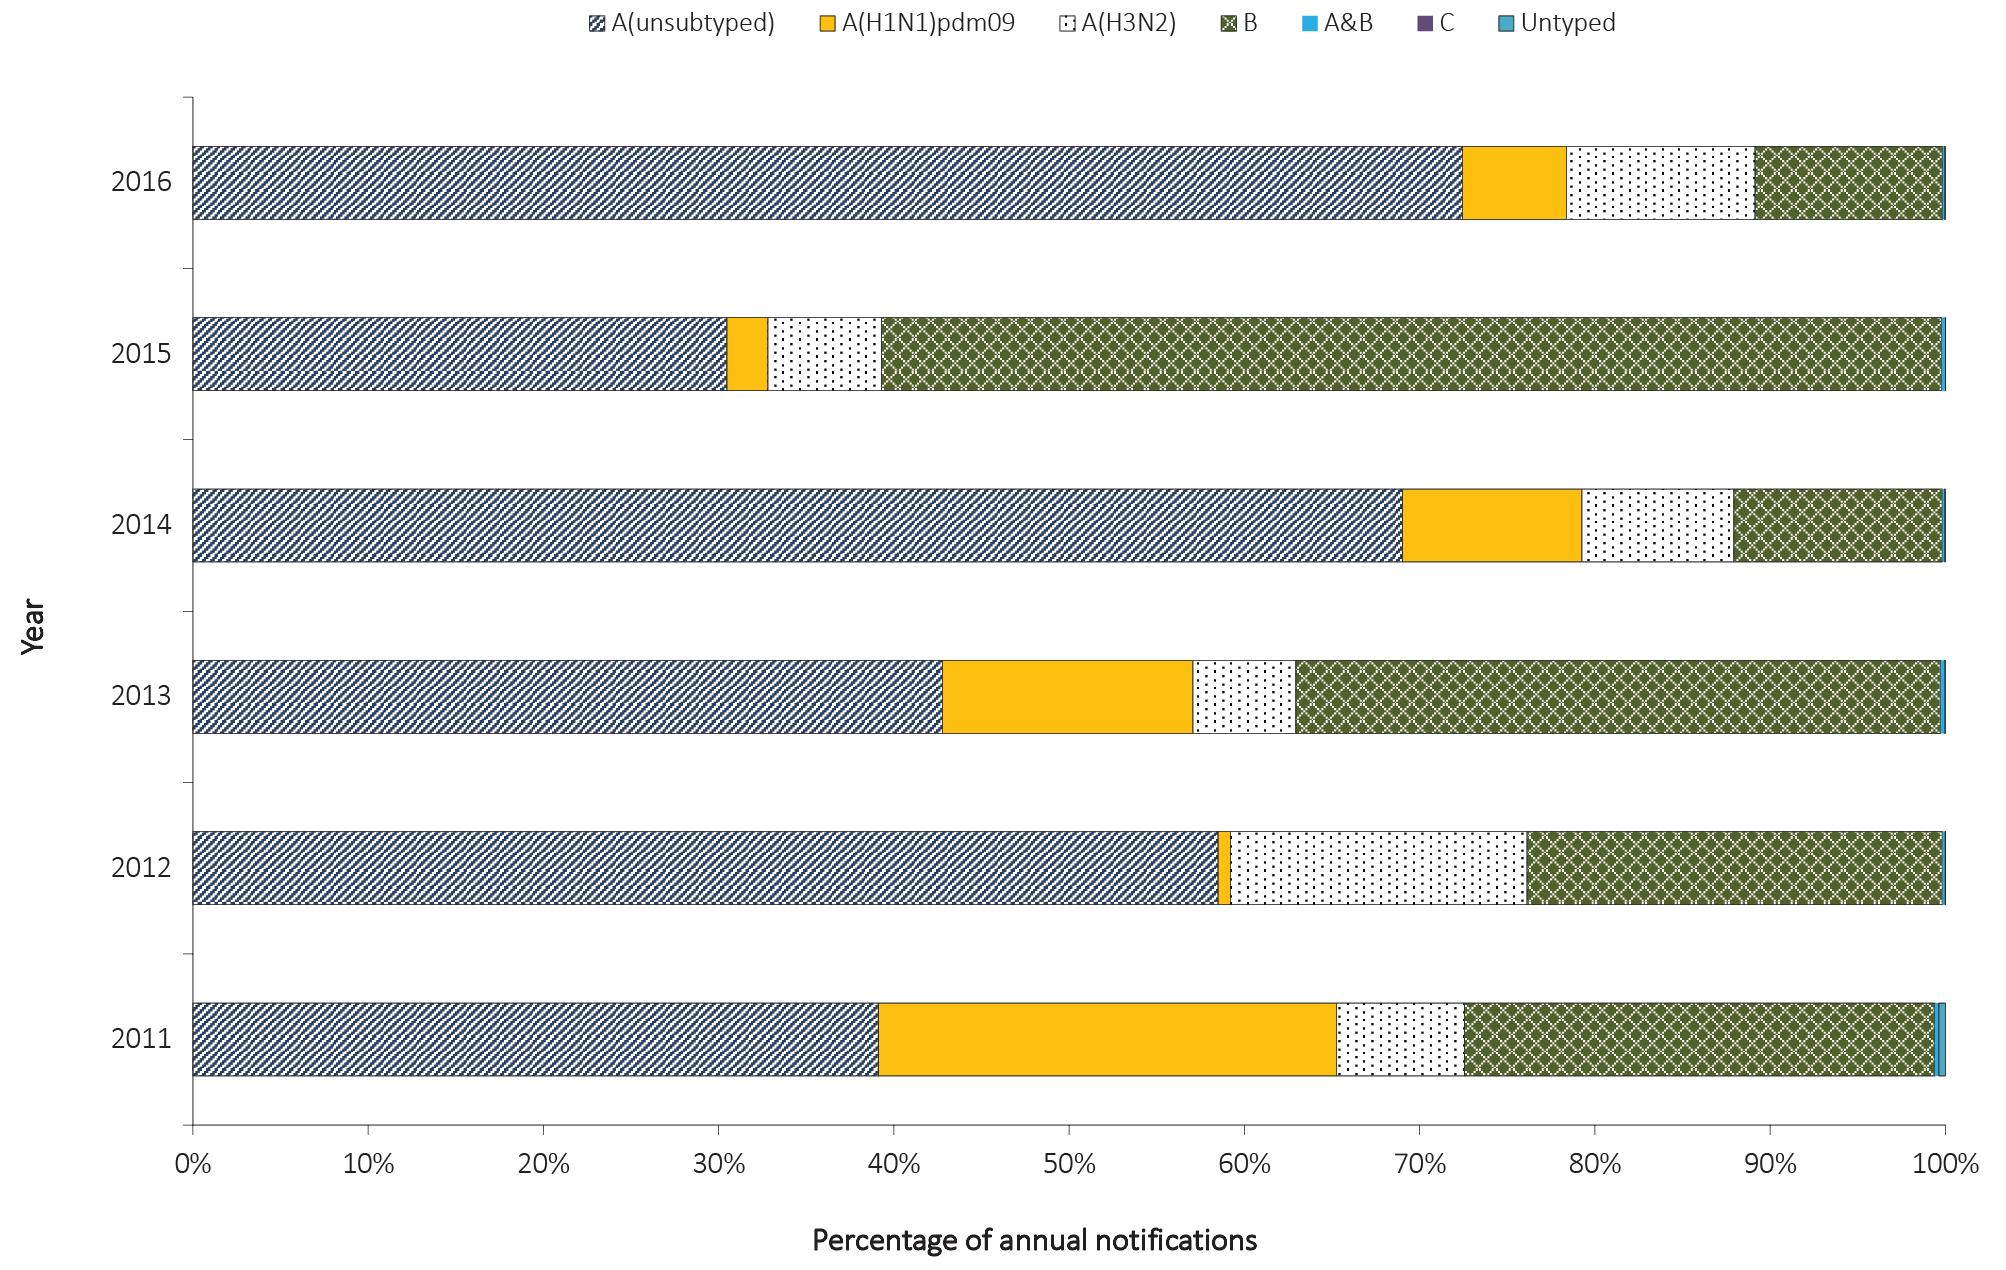 A(unsubtyped) A(H1N1)pdm09 A(H3N2) B A&B C Untyped
2016
2015
2014
2013
2012
2011
Year
0% 10% 20% 30% 40% 50% 60% 70% 80% 90% 100%
Percentage of annual notifications